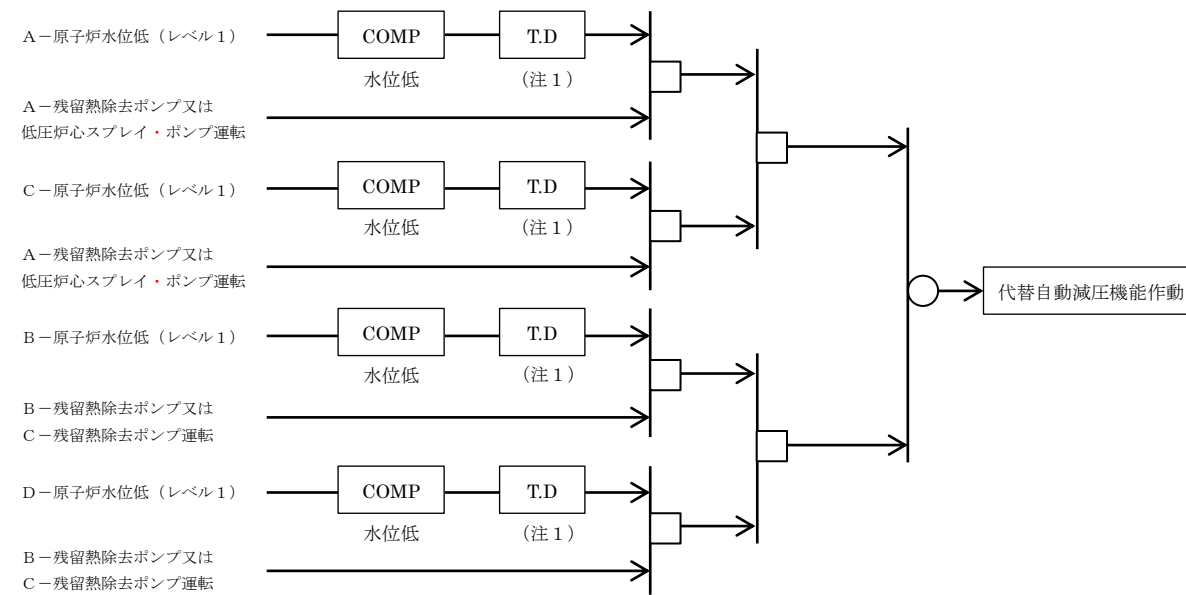 A－原子炉水位低（レベル1）
COMP
T.D
水位低
（注1）
A－残留熱除去ポンプ又は
低圧炉心スプレイ・ポンプ運転
C－原子炉水位低（レベル1）
COMP
T.D
水位低
（注1）
A－残留熱除去ポンプ又は
低圧炉心スプレイ・ポンプ運転
代替自動減圧機能作動
B－原子炉水位低（レベル1）
COMP
T.D
水位低
（注1）
B－残留熱除去ポンプ又は
C－残留熱除去ポンプ運転
D－原子炉水位低（レベル1）
COMP
T.D
水位低
（注1）
B－残留熱除去ポンプ又は
C－残留熱除去ポンプ運転